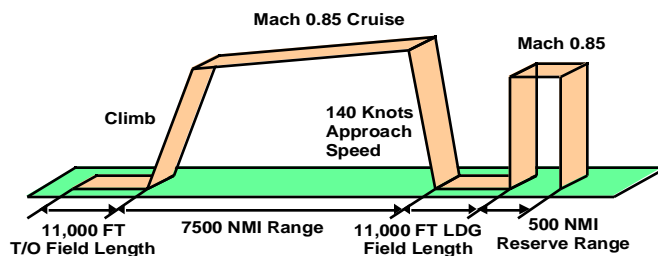 Mach 0.85 Cruise
Mach 0.85
Climb
140 Knots
Approach
Speed
11,000 FT
T/O Field Length
7500 NMI Range
11,000 FT LDG
Field Length
500 NMI
Reserve Range